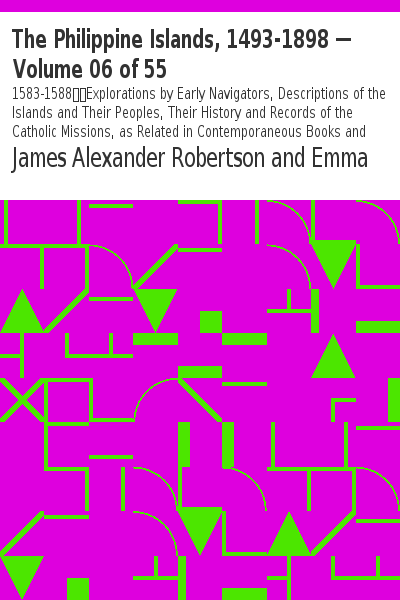 The Philippine Islands, 1493-1898 —
Volume 06 of 55
1583-1588▯▯Explorations by Early Navigators, Descriptions of the
Islands and Their Peoples, Their History and Records of the
Catholic Missions, as Related in Contemporaneous Books and
James Alexander Robertson and Emma